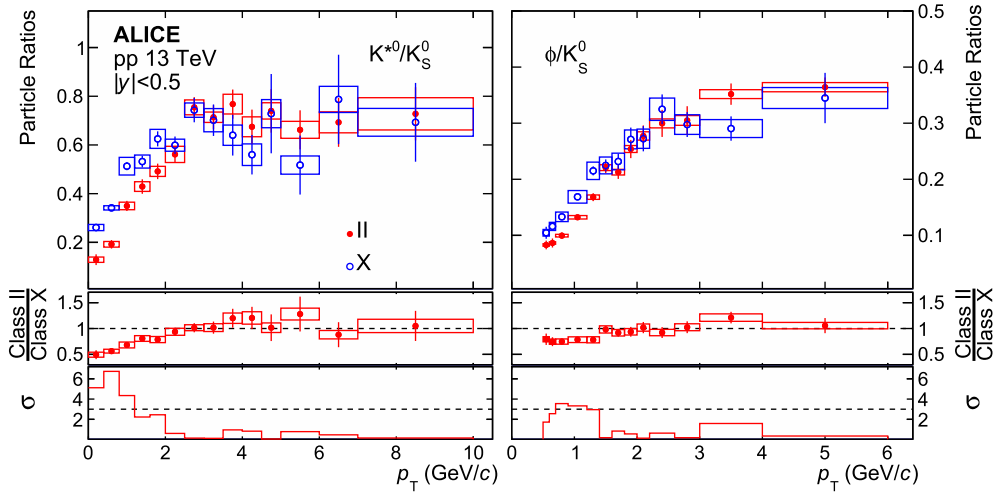 Particle Ratios
ALICE
pp 13 TeV
|y|<0.5
K*0/K0S
II
X
1
0.8
0.6
0.4
0.2
ϕ/K0S
Particle Ratios
0.5
0.4
0.3
0.2
0.1
Class II
Class X
1.5
1
0.5
1.5
1
0.5
Class II
Class X
σ
6
4
2
6
4
2
σ
0 2 4 6 8 10
pT (GeV/c)
0 1 2 3 4 5 6
pT (GeV/c)